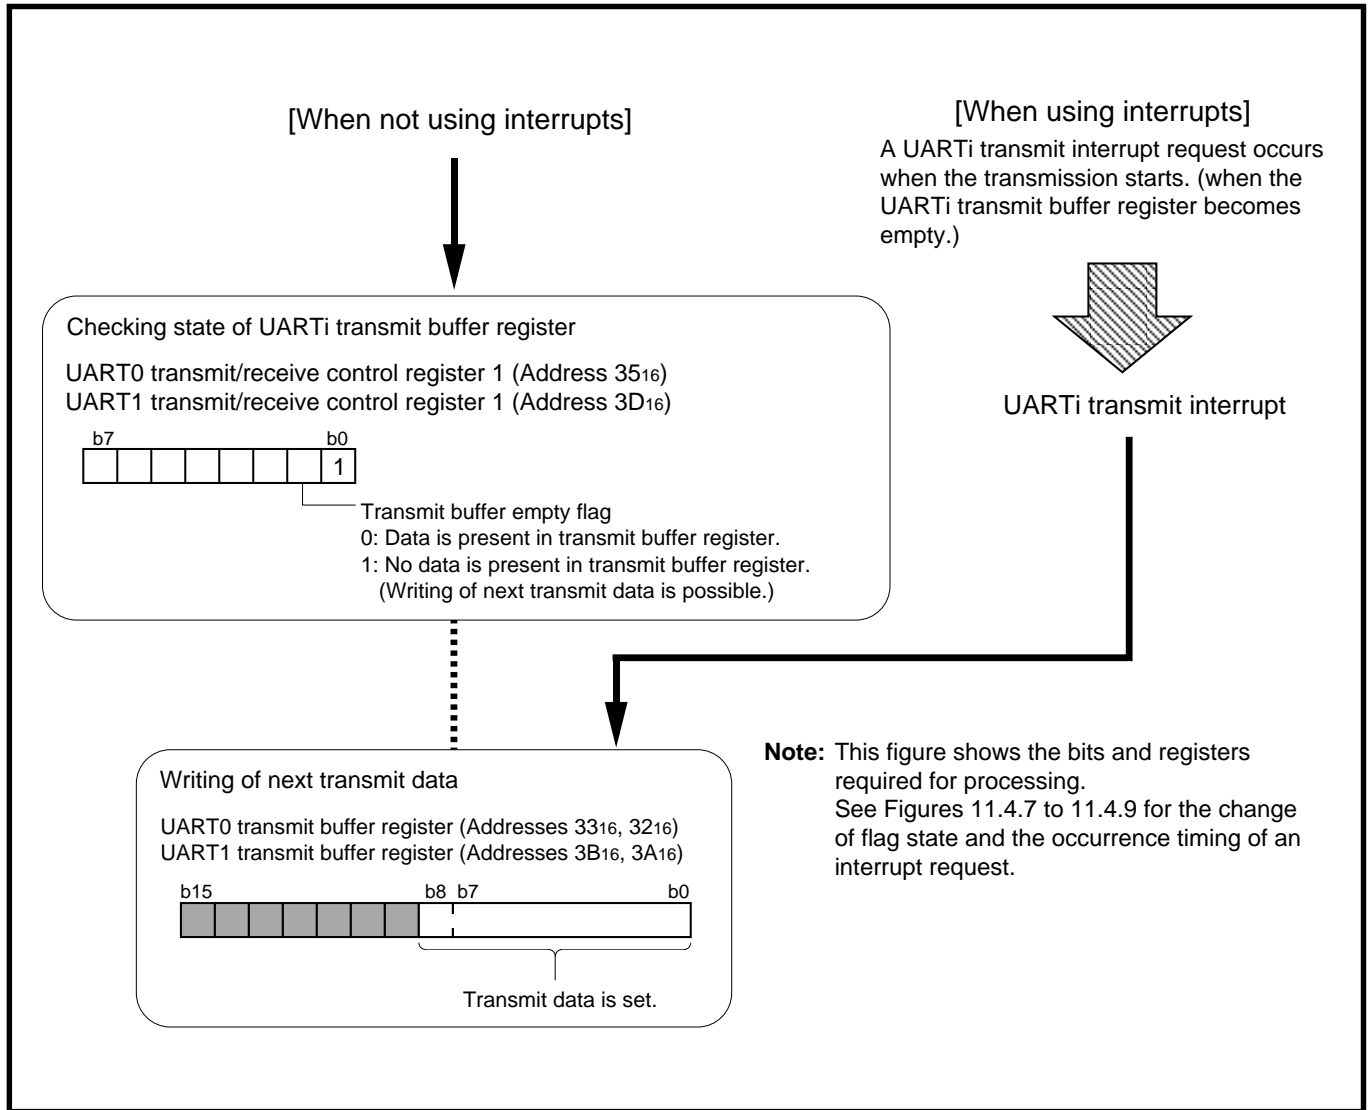 [When not using interrupts]
[When using interrupts]
A UARTi transmit interrupt request occurs
when the transmission starts. (when the
UARTi transmit buffer register becomes
empty.)
Checking state of UARTi transmit buffer register
UART0 transmit/receive control register 1 (Address 3516)
UART1 transmit/receive control register 1 (Address 3D16)
b7 b0
1
Transmit buffer empty flag
0: Data is present in transmit buffer register.
1: No data is present in transmit buffer register.
(Writing of next transmit data is possible.)
UARTi transmit interrupt
Writing of next transmit data
UART0 transmit buffer register (Addresses 3316, 3216)
UART1 transmit buffer register (Addresses 3B16, 3A16)
b15 b8 b7 b0
Transmit data is set.
Note: This figure shows the bits and registers
required for processing.
See Figures 11.4.7 to 11.4.9 for the change
of flag state and the occurrence timing of an
interrupt request.